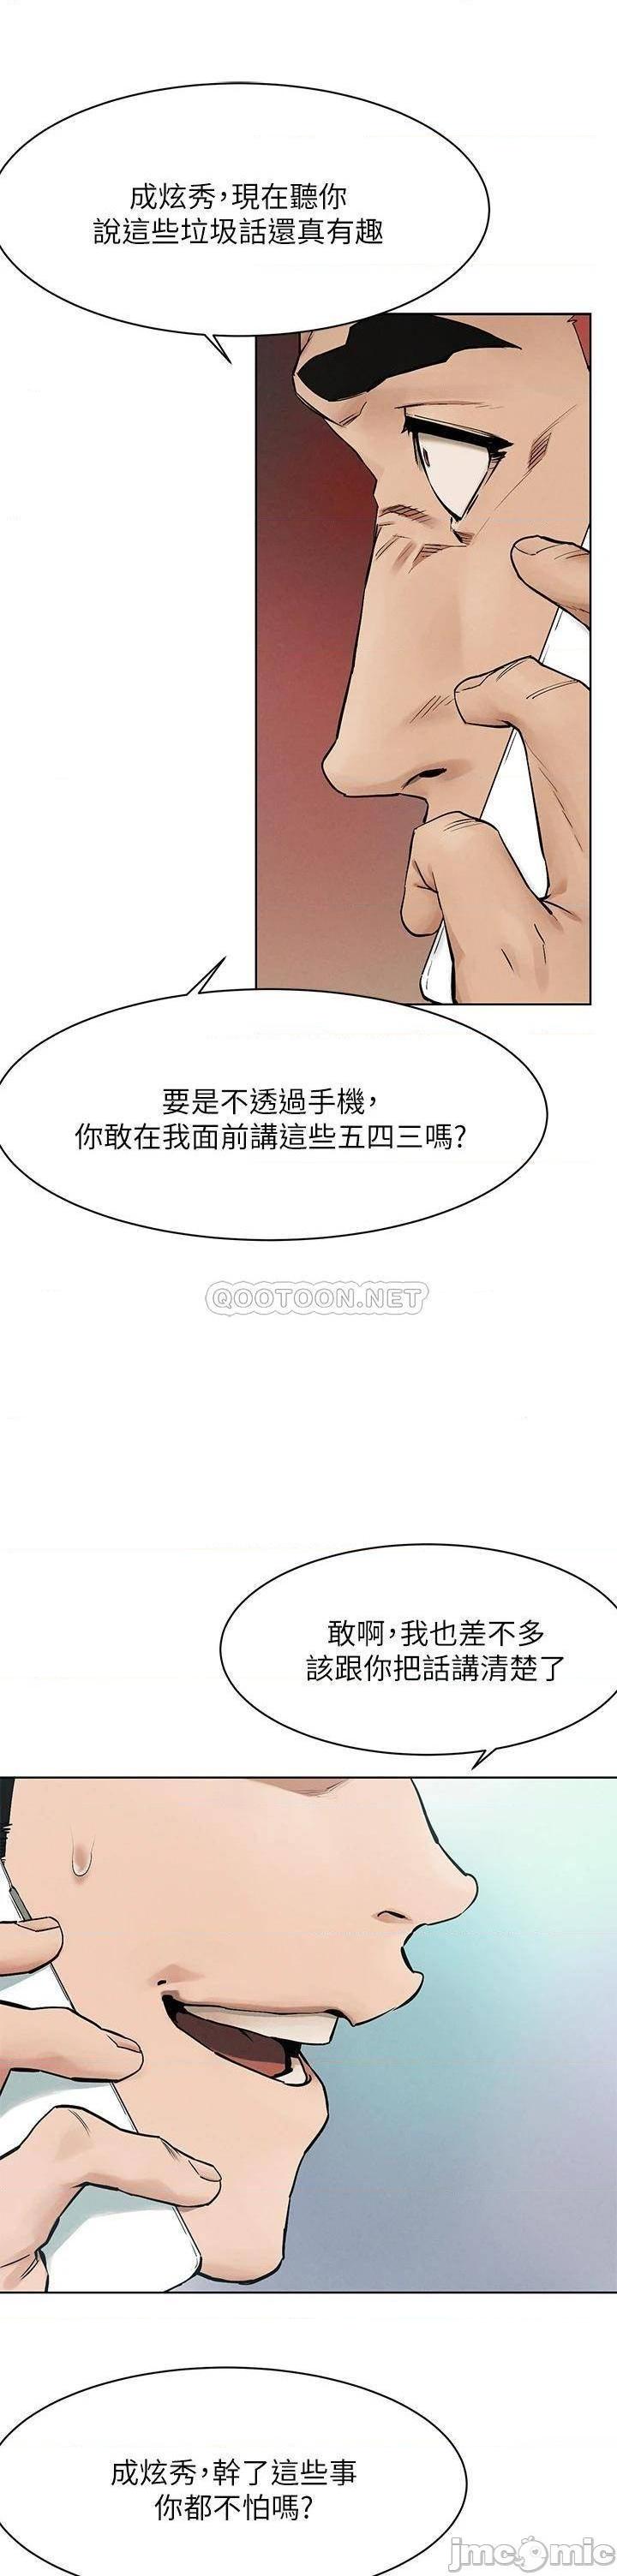 成炫秀,現在聽你
說這些垃圾話還真有趣
要是不透過手機,
你敢在我面前講這些五四三嗎?
QOOTOON.NET
敢啊,我也差不多
該跟你把話講清楚了
成炫秀,幹了這些事
你都不怕嗎?
jmcomic